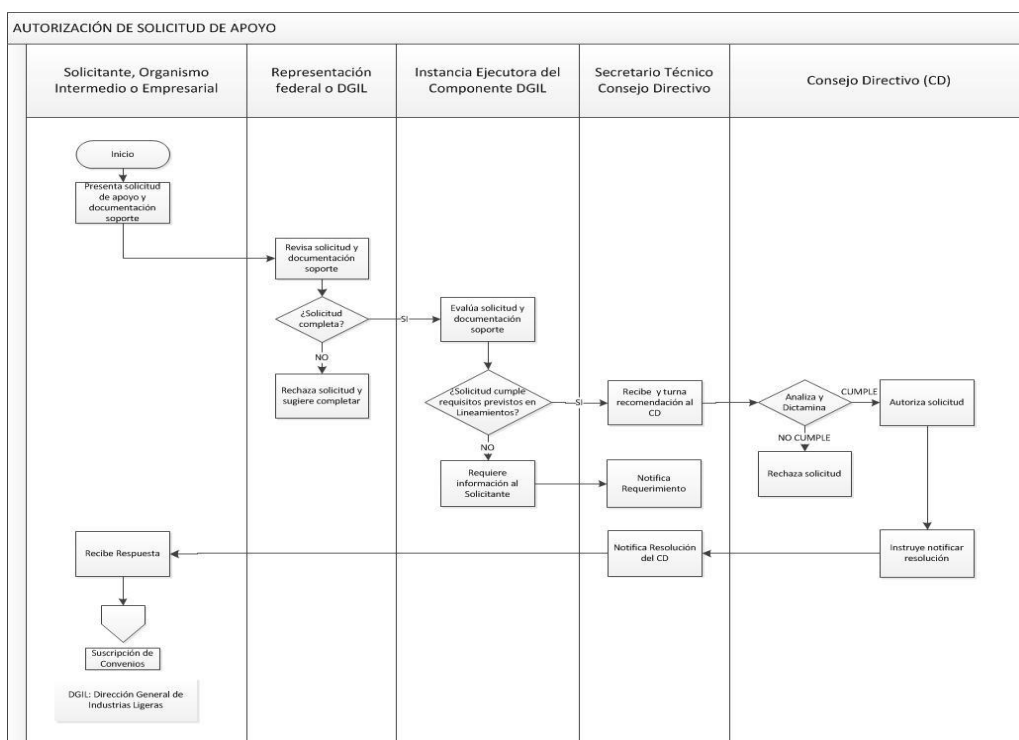 AUTORIZACIÓN DE SOLICITUD DE APOYO
Solicitante, Organismo
Intermedio o Empresarial
Representación
federal o DGIL
Instancia Ejecutora del
Componente DGIL
Secretario Técnico
Consejo Directivo
Consejo Directivo (CD)
Inicio
Presenta solicitud
de apoyo y
documentación
soporte
Revisa solicitud y
documentación
soporte
¿Solicitud
completa?
SI
NO
Rechaza solicitud y
sugiere completar
Evalúa solicitud y
documentación
soporte
¿Solicitud cumple
requisitos previstos en
Lineamientos?
SI
NO
Requiere
información al
Solicitante
Recibe y turna
recomendación al
CD
Notifica
Requerimiento
Analiza y
Dictamina
CUMPLE
NO CUMPLE
Rechaza solicitud
Autoriza solicitud
Instruye notificar
resolución
Notifica Resolución
del CD
Recibe Respuesta
Suscripción de
Convenios
DGIL: Dirección General de
Industrias Ligeras